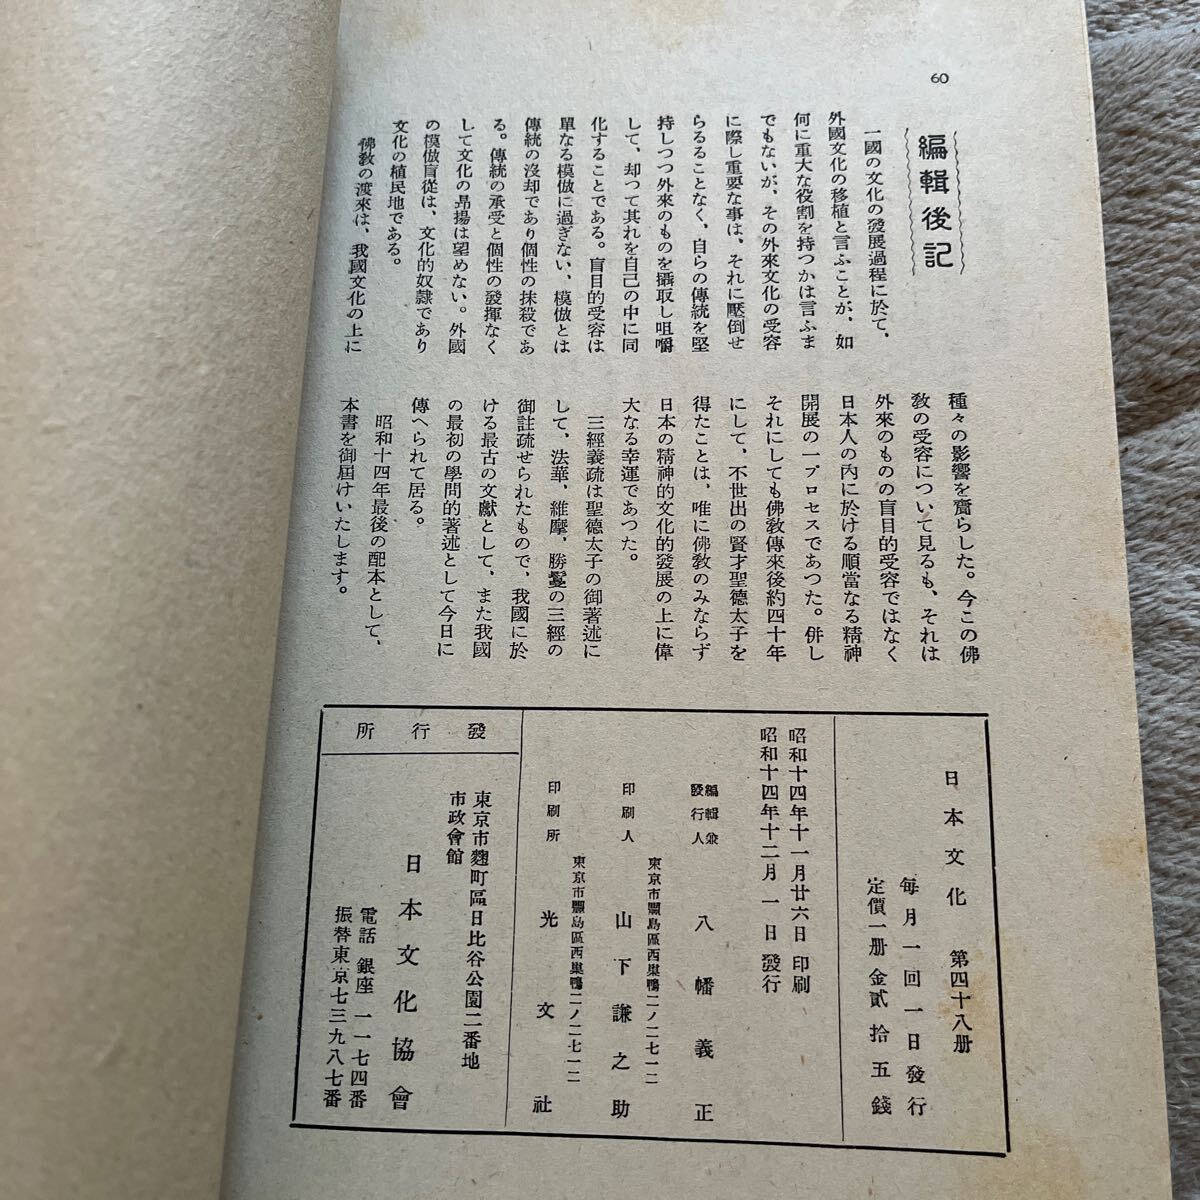 60
編輯後記
一國の文化の發展過程に於て、
外國文化の移植と言ふことが、如
何に重大な役割を持つかは言ふま
でもないが、その外來文化の受容
に際し重要な事は、それに壓倒せ
らるることなく、自らの傳統を堅
持しつつ外來のものを攝取し咀嚼
して、却つて其れを自己の中に同
化することである。盲目的受容は
單なる模倣に過ぎない、模倣とは
傳統の沒却であり個性の抹殺であ
る。傳統の承受と個性の發揮なく
して文化の昂揚は望めない。外國
の模倣盲從は、文化的奴隷であり
文化の植民地である。
佛敎の渡來は、我國文化の上に
種々の影響を齎らした。今この佛
敎の受容について見るも、それは
外來のものの盲目的受容ではなく
日本人の內に於ける順當なる精神
開展の一プロセスであつた。併し
それにしても佛敎傳來後約四十年
にして、不世出の賢才聖德太子を
得たことは、唯に佛敎のみならず
日本の精神的文化的發展の上に偉
大なる幸運であつた。
三經義疏は聖德太子の御著述に
して、法華、維摩、勝鬘の三經の
御註疏せられたもので、我國に於
ける最古の文獻として、また我國
の最初の學問的著述として今日に
傳へられて居る。
昭和十四年最後の配本として、
本書を御屆けいたします。
日本文化 第四十八册
每月一回一日發行
定價一册 金貳拾五錢
昭和十四年十一月廿六日印刷
昭和十四年十二月一日發行
編輯兼
發行人 八幡義正
東京市豐島區西巢鴨二ノ二七一二
印刷人 山下謙之助
東京市豐島區西巢鴨二ノ二七一二
印刷所 光文社
發行所
東京市麴町區日比谷公園二番地
市政會館
日本文化協會
電話 銀座 一一七四番
振替東京七三九八七番